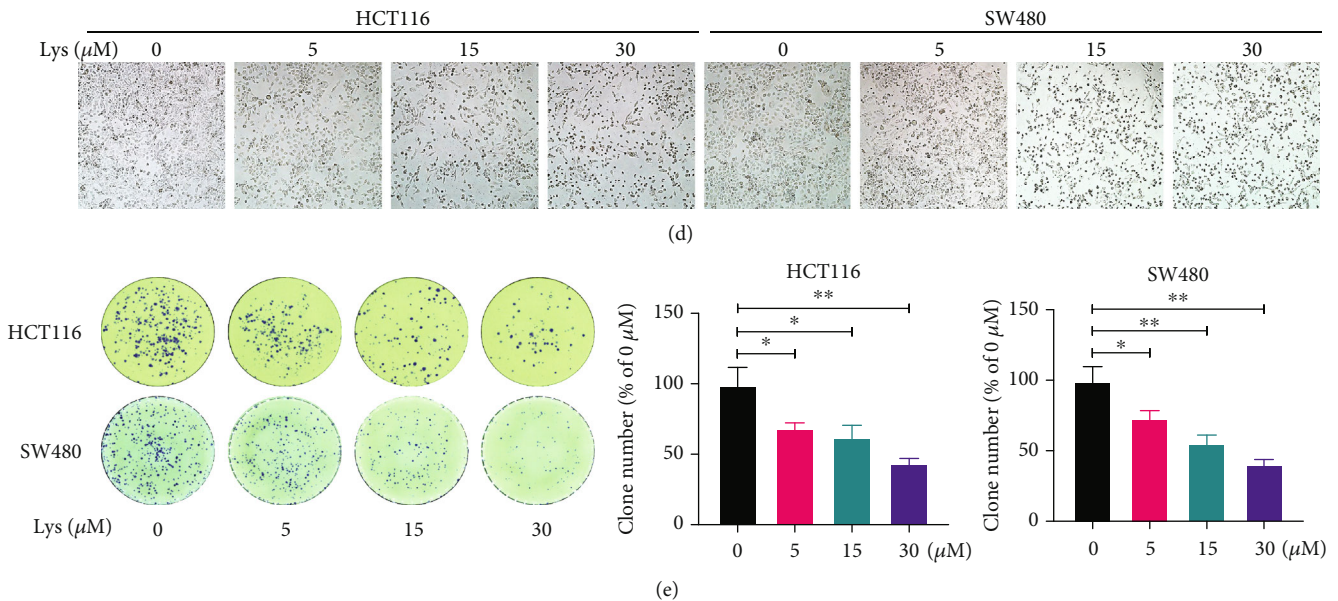 HCT116 SW480
Lys (μM) 0 5 15 30 0 5 15 30
(d)
HCT116
SW480
Lys (μM) 0 5 15 30
HCT116
Clone number (% of 0 μM)
150
100
50
0
**
*
*
0 5 15 30 (μM)
SW480
Clone number (% of 0 μM)
150
100
50
0
**
**
*
0 5 15 30 (μM)
(e)